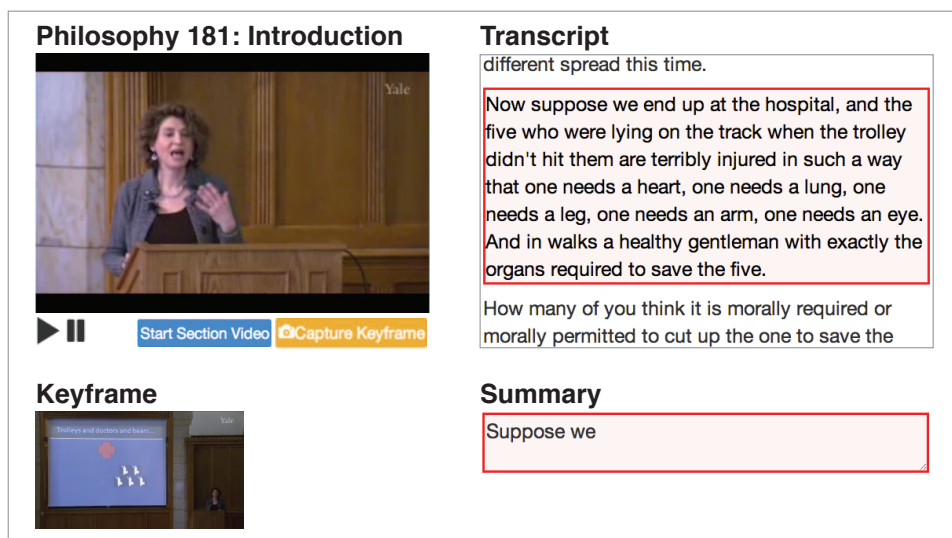 Philosophy 181: Introduction
Yale
Start Section Video
Capture Keyframe
Transcript
different spread this time.
Now suppose we end up at the hospital, and the
five who were lying on the track when the trolley
didn't hit them are terribly injured in such a way
that one needs a heart, one needs a lung, one
needs a leg, one needs an arm, one needs an eye.
And in walks a healthy gentleman with exactly the
organs required to save the five.
How many of you think it is morally required or
morally permitted to cut up the one to save the
Keyframe
Trolleys and doctors and bears...
Yale
Summary
Suppose we